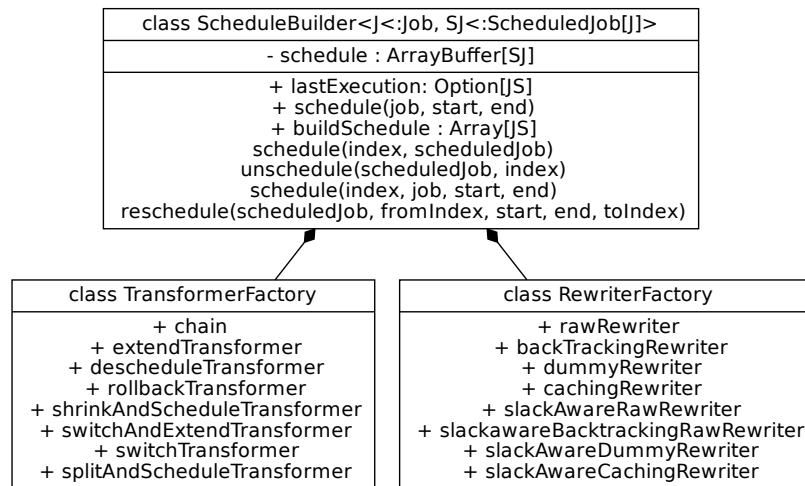 class ScheduleBuilder<J<:Job, SJ<:ScheduledJob[J]>
- schedule : ArrayBuffer[SJ]
+ lastExecution: Option[JS]
+ schedule(job, start, end)
+ buildSchedule : Array[JS]
schedule(index, scheduledJob)
unschedule(scheduledJob, index)
schedule(index, job, start, end)
reschedule(scheduledJob, fromIndex, start, end, toIndex)
class TransformerFactory
+ chain
+ extendTransformer
+ descheduleTransformer
+ rollbackTransformer
+ shrinkAndScheduleTransformer
+ switchAndExtendTransformer
+ switchTransformer
+ splitAndScheduleTransformer
class RewriterFactory
+ rawRewriter
+ backTrackingRewriter
+ dummyRewriter
+ cachingRewriter
+ slackAwareRawRewriter
+ slackawareBacktrackingRawRewriter
+ slackAwareDummyRewriter
+ slackAwareCachingRewriter